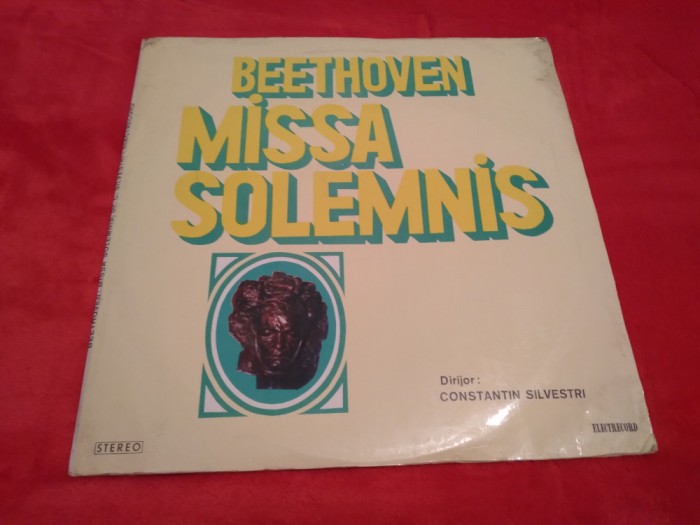 BEETHOVEN
MiSSA
SOLEMNiS
Dirijor:
CONSTANTIN SILVESTRI
STEREO
ELECTRECORD